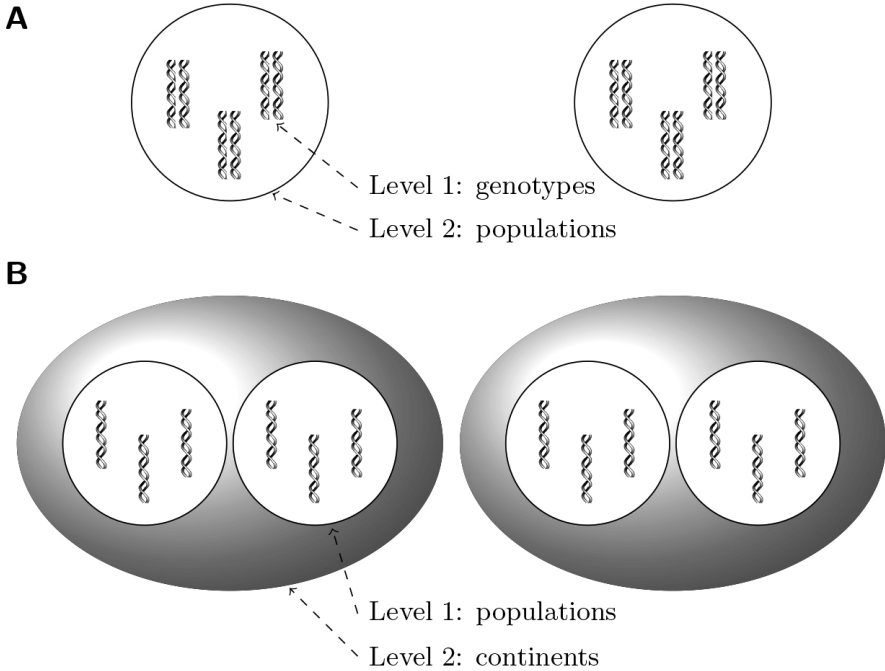 A
Level 1: genotypes
Level 2: populations
B
Level 1: populations
Level 2: continents